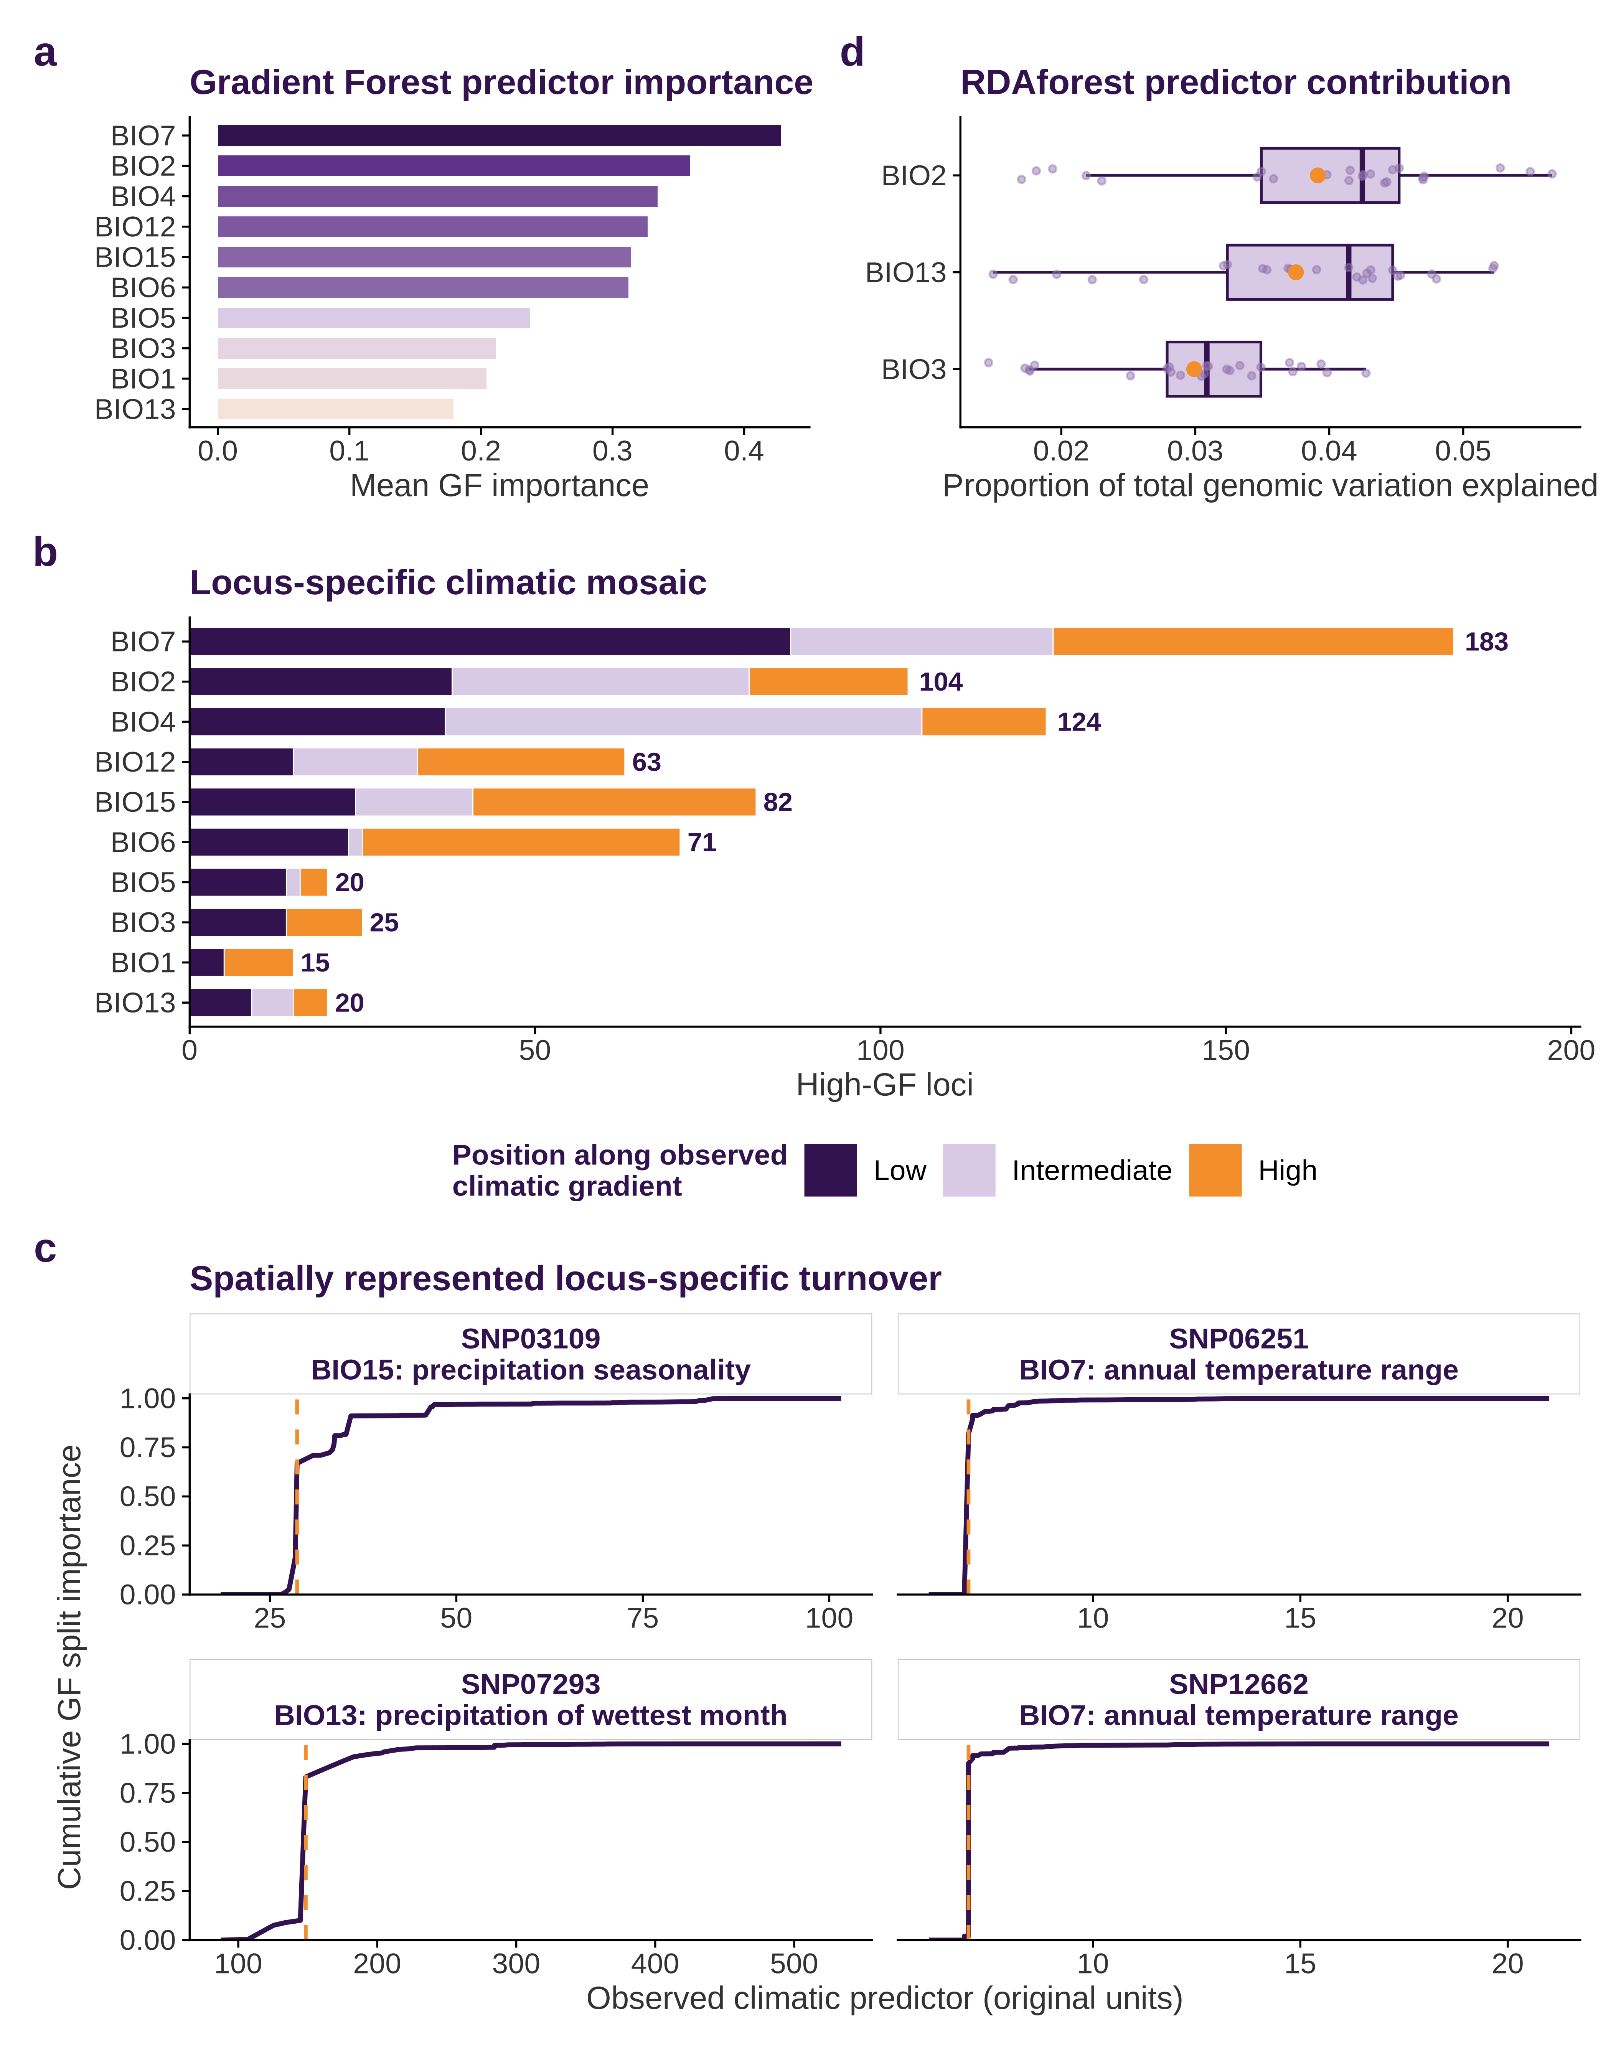 a
Gradient Forest predictor importance
BIO7
BIO2
BIO4
BIO12
BIO15
BIO6
BIO5
BIO3
BIO1
BIO13
0.0 0.1 0.2 0.3 0.4
Mean GF importance
d
RDAforest predictor contribution
BIO2
BIO13
BIO3
0.02 0.03 0.04 0.05
Proportion of total genomic variation explained
b
Locus-specific climatic mosaic
BIO7 183
BIO2 104
BIO4 124
BIO12 63
BIO15 82
BIO6 71
BIO5 20
BIO3 25
BIO1 15
BIO13 20
0 50 100 150 200
High-GF loci
Position along observed
climatic gradient
Low Intermediate High
c
Spatially represented locus-specific turnover
Cumulative GF split importance
SNP03109
BIO15: precipitation seasonality
1.00
0.75
0.50
0.25
0.00
25 50 75 100
SNP06251
BIO7: annual temperature range
10 15 20
SNP07293
BIO13: precipitation of wettest month
1.00
0.75
0.50
0.25
0.00
100 200 300 400 500
SNP12662
BIO7: annual temperature range
10 15 20
Observed climatic predictor (original units)